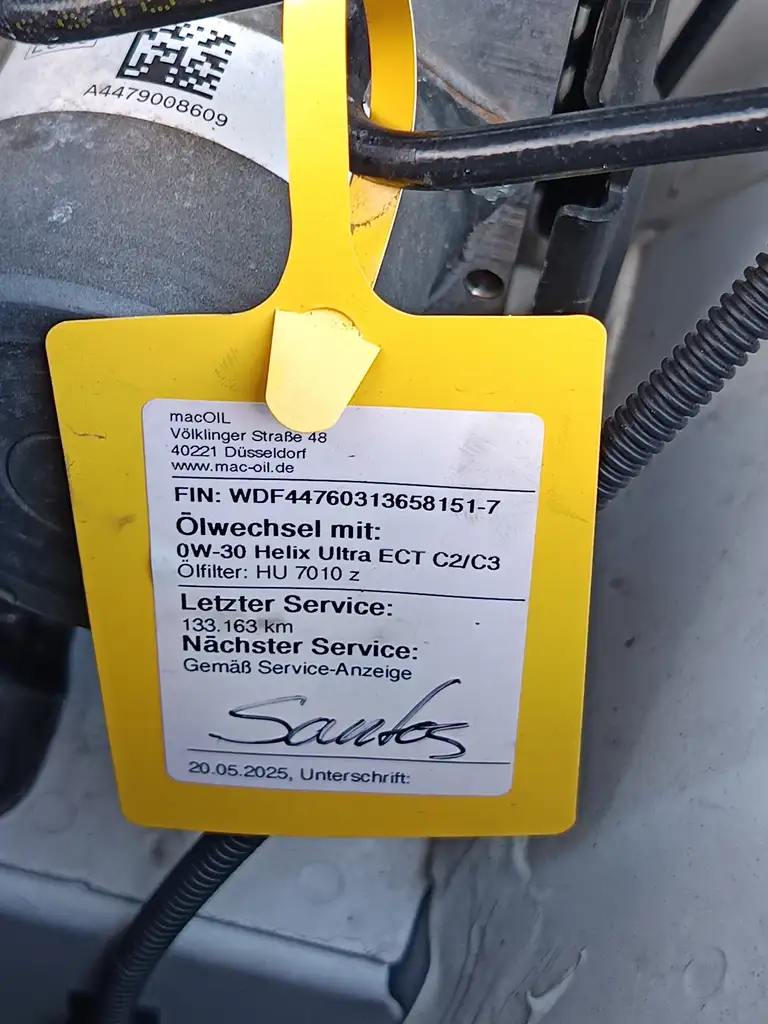 A4479008609
macOIL
Völklinger Straße 48
40221 Düsseldorf
www.mac-oil.de
FIN: WDF44760313658151-7
Ölwechsel mit:
0W-30 Helix Ultra ECT C2/C3
Ölfilter: HU 7010 z
Letzter Service:
133.163 km
Nächster Service:
Gemäß Service-Anzeige
Santos
20.05.2025, Unterschrift: